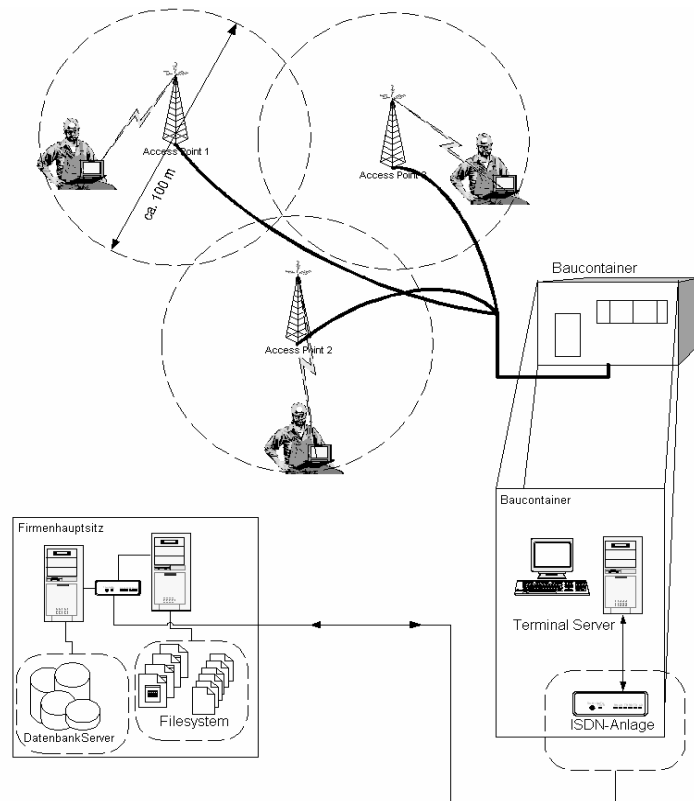 Access Point 1
Access Point 3
ca. 100 m
Access Point 2
Baucontainer
Baucontainer
Terminal Server
ISDN-Anlage
Firmenhauptsitz
DatenbankServer
Filesystem